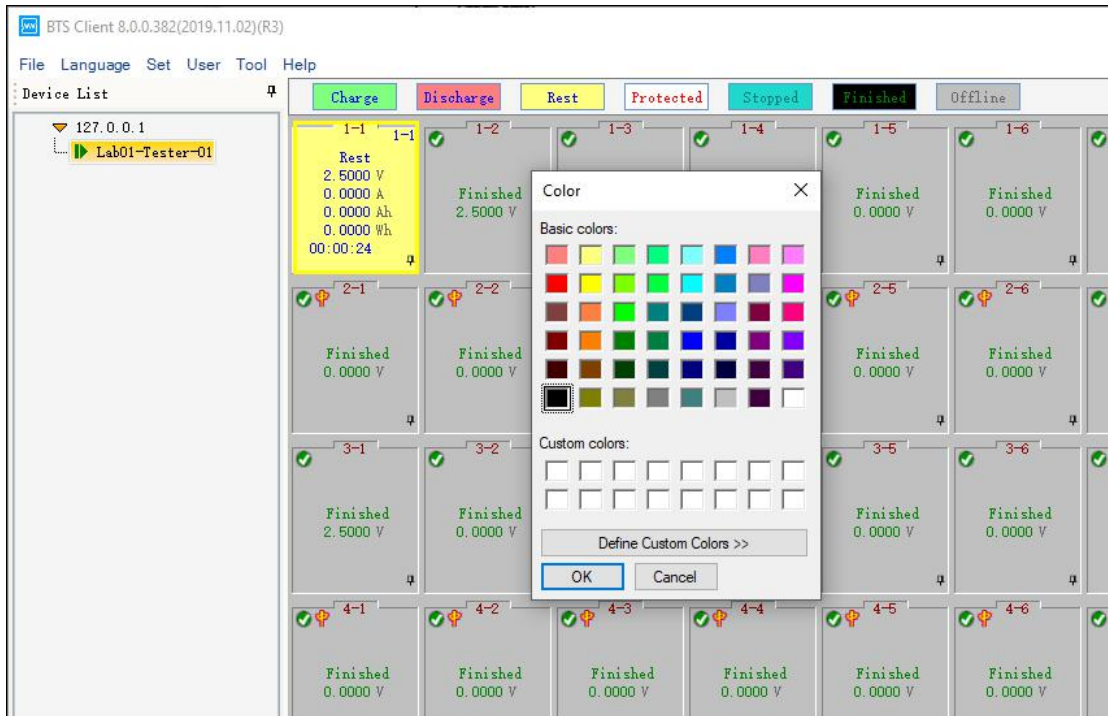 BTS Client 8.0.0.382(2019.11.02)(R3)
File Language Set User Tool Help
Device List
Charge Discharge Rest Protected Stopped Finished Offline
127.0.0.1
Lab01-Tester-01
1-1 1-1 1-2 1-3 1-4 1-5 1-6
Rest
2.5000 V
0.0000 A
0.0000 Ah
0.0000 Wh
00:00:24
Finished
2.5000 V
Finished
0.0000 V
Finished
0.0000 V
Color
Basic colors:
Custom colors:
Define Custom Colors >>
OK Cancel
2-1 2-2 2-5 2-6
Finished Finished Finished Finished
0.0000 V 0.0000 V 0.0000 V 0.0000 V
3-1 3-2 3-5 3-6
Finished Finished Finished Finished
2.5000 V 0.0000 V 0.0000 V 0.0000 V
4-1 4-2 4-3 4-4 4-5 4-6
Finished Finished Finished Finished Finished Finished
0.0000 V 0.0000 V 0.0000 V 0.0000 V 0.0000 V 0.0000 V